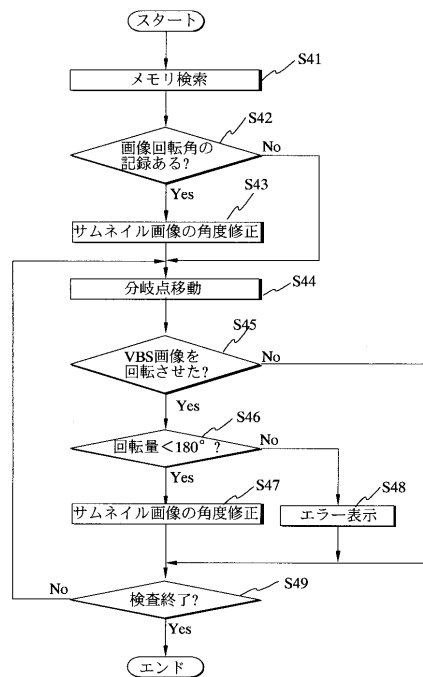 スタート
S41
メモリ検索
S42
画像回転角の
記録ある?
No
Yes
S43
サムネイル画像の角度修正
分岐点移動
S44
S45
VBS画像を
回転させた?
No
Yes
S46
回転量<180°?
No
Yes
S47
サムネイル画像の角度修正
S48
エラー表示
S49
No
検査終了?
Yes
エンド